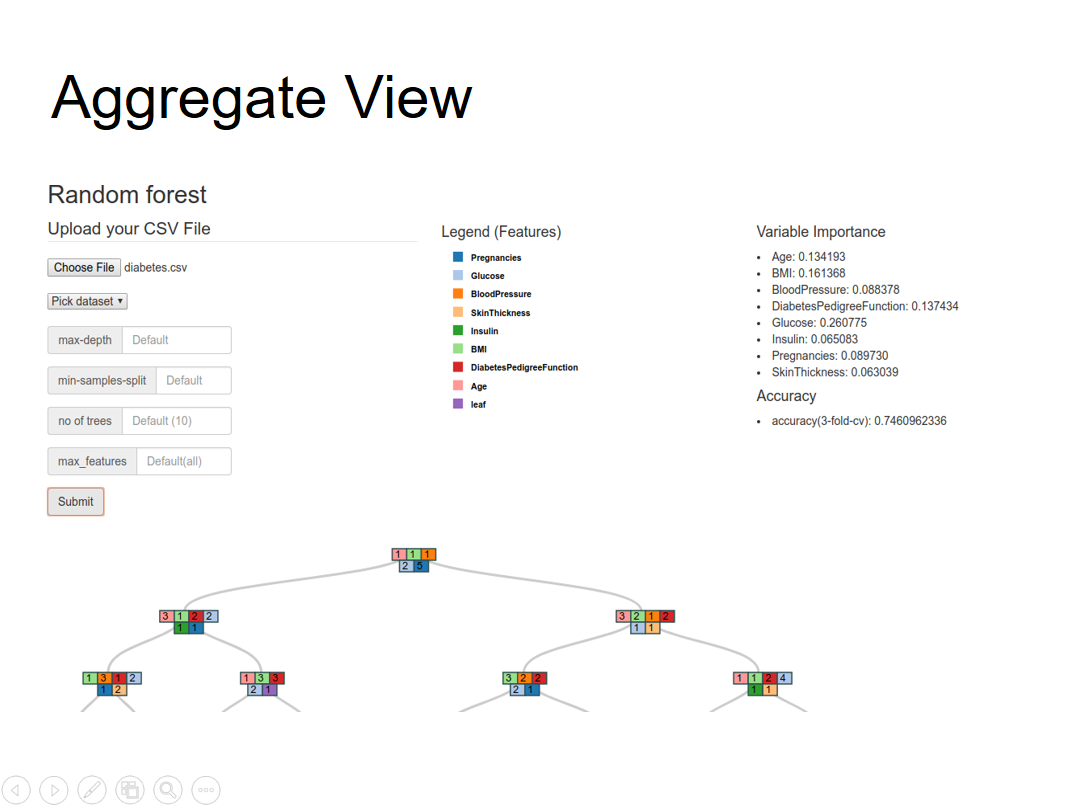 Aggregate View
Random forest
Upload your CSV File
Choose File diabetes.csv
Pick dataset
max-depth Default
min-samples-split Default
no of trees Default (10)
max_features Default(all)
Submit
Legend (Features)
Pregnancies
Glucose
BloodPressure
SkinThickness
Insulin
BMI
DiabetesPedigreeFunction
Age
leaf
Variable Importance
• Age: 0.134193
• BMI: 0.161368
• BloodPressure: 0.088378
• DiabetesPedigreeFunction: 0.137434
• Glucose: 0.260775
• Insulin: 0.065083
• Pregnancies: 0.089730
• SkinThickness: 0.063039
Accuracy
• accuracy(3-fold-cv): 0.7460962336
1 1 1
2 5
3 1 2 2
1 1
3 2 1 2
1 1
1 3 1 2
1 2
1 3 3
2 1
3 2 2
2 1
1 1 2 4
1 1